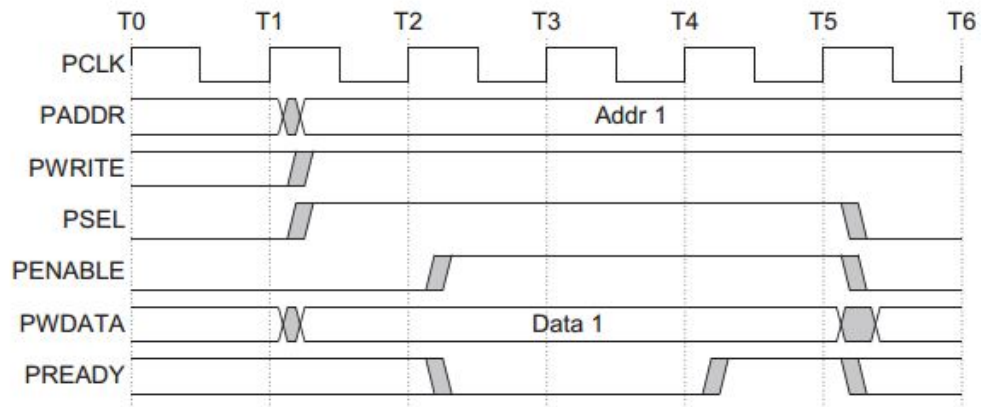 T0 T1 T2 T3 T4 T5 T6
PCLK
PADDR Addr 1
PWRITE
PSEL
PENABLE
PWDATA Data 1
PREADY